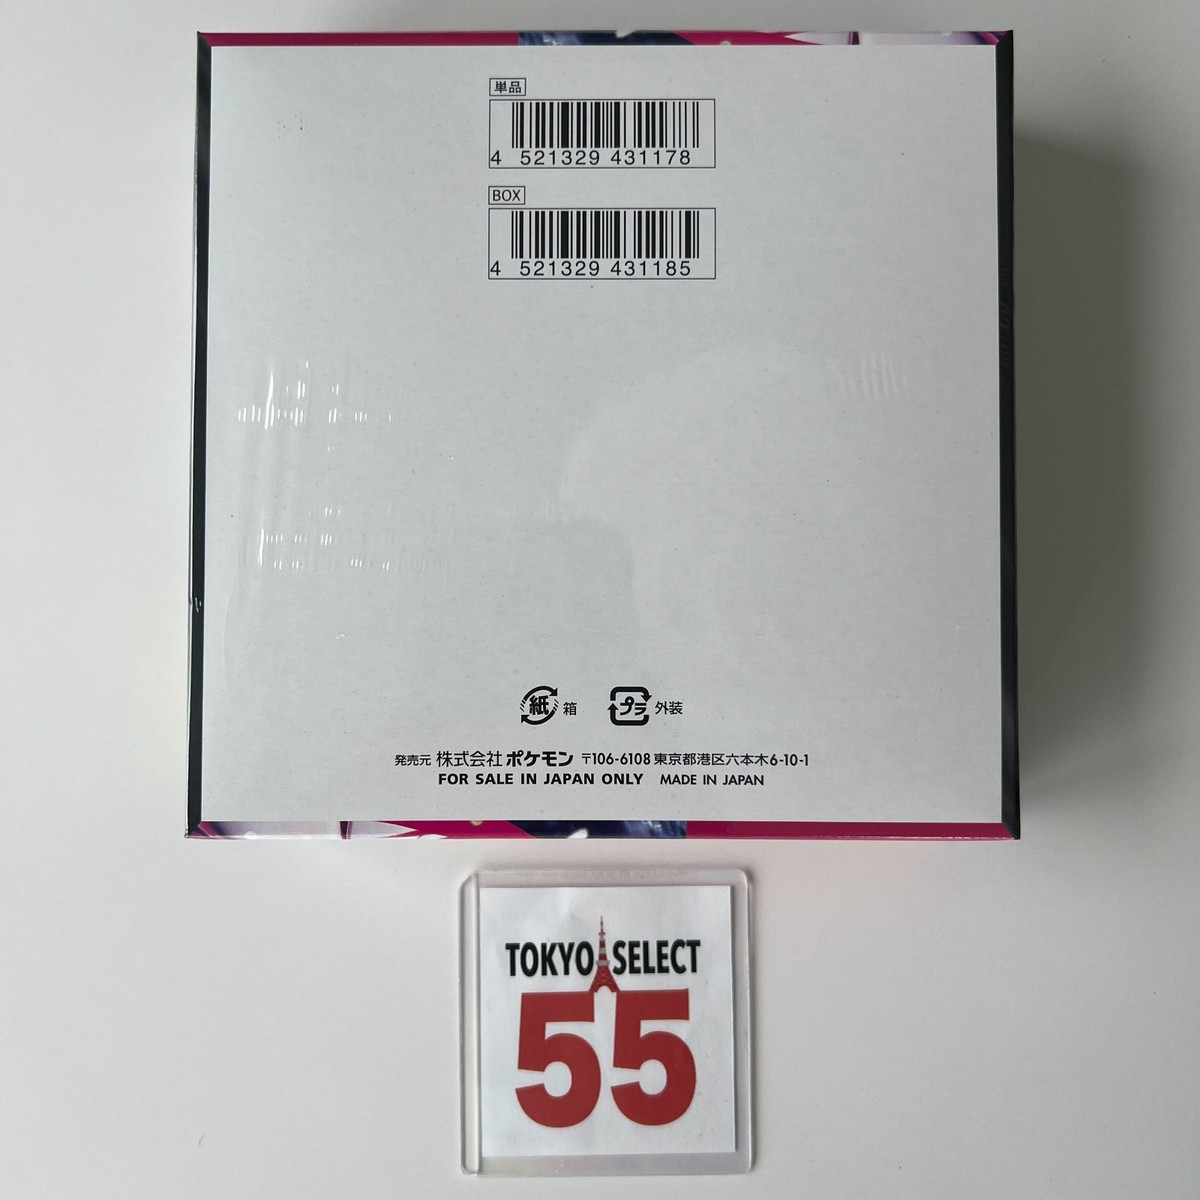 単品
4 521329 431178
BOX
4 521329 431185
紙 箱 プラ 外装
発売元 株式会社 ポケモン 〒106-6108 東京都港区六本木6-10-1
FOR SALE IN JAPAN ONLY MADE IN JAPAN
TOKYO SELECT
55